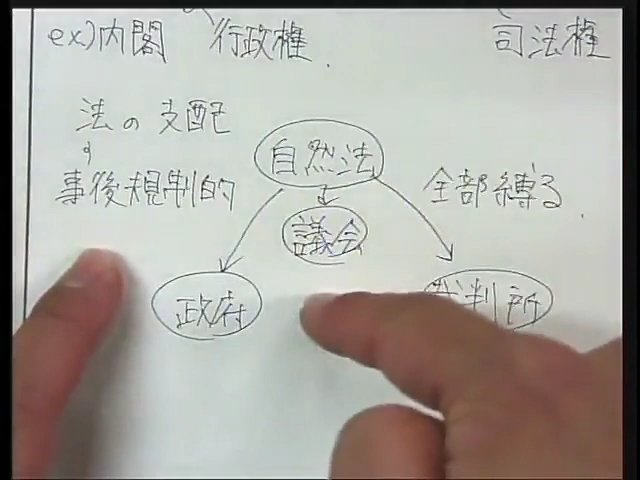 ex)内閣 行政権. 司法権
法の支配
事後規制的
自然法
全部縛る.
議会
政府
裁判所